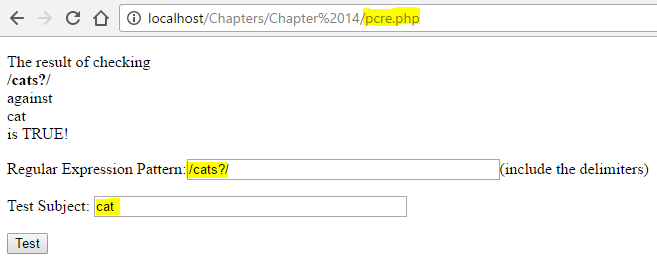 localhost/Chapters/Chapter%2014/pcre.php
The result of checking
/cats?/
against
cat
is TRUE!
Regular Expression Pattern:/cats?/(include the delimiters)
Test Subject: cat
Test